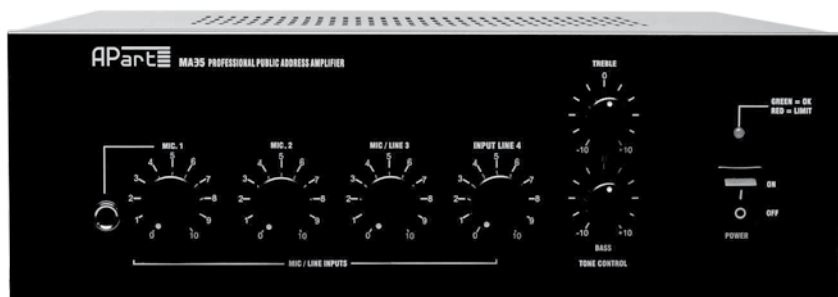 APart MA35 PROFESSIONAL PUBLIC ADDRESS AMPLIFIER
TREBLE
0
-10 +10
GREEN = OK
RED = LIMIT
MIC. 1
0 1 2 3 4 5 6 7 8 9 10
MIC. 2
0 1 2 3 4 5 6 7 8 9 10
MIC / LINE 3
0 1 2 3 4 5 6 7 8 9 10
INPUT LINE 4
0 1 2 3 4 5 6 7 8 9 10
MIC / LINE INPUTS
-10 +10
BASS
TONE CONTROL
ON
OFF
POWER